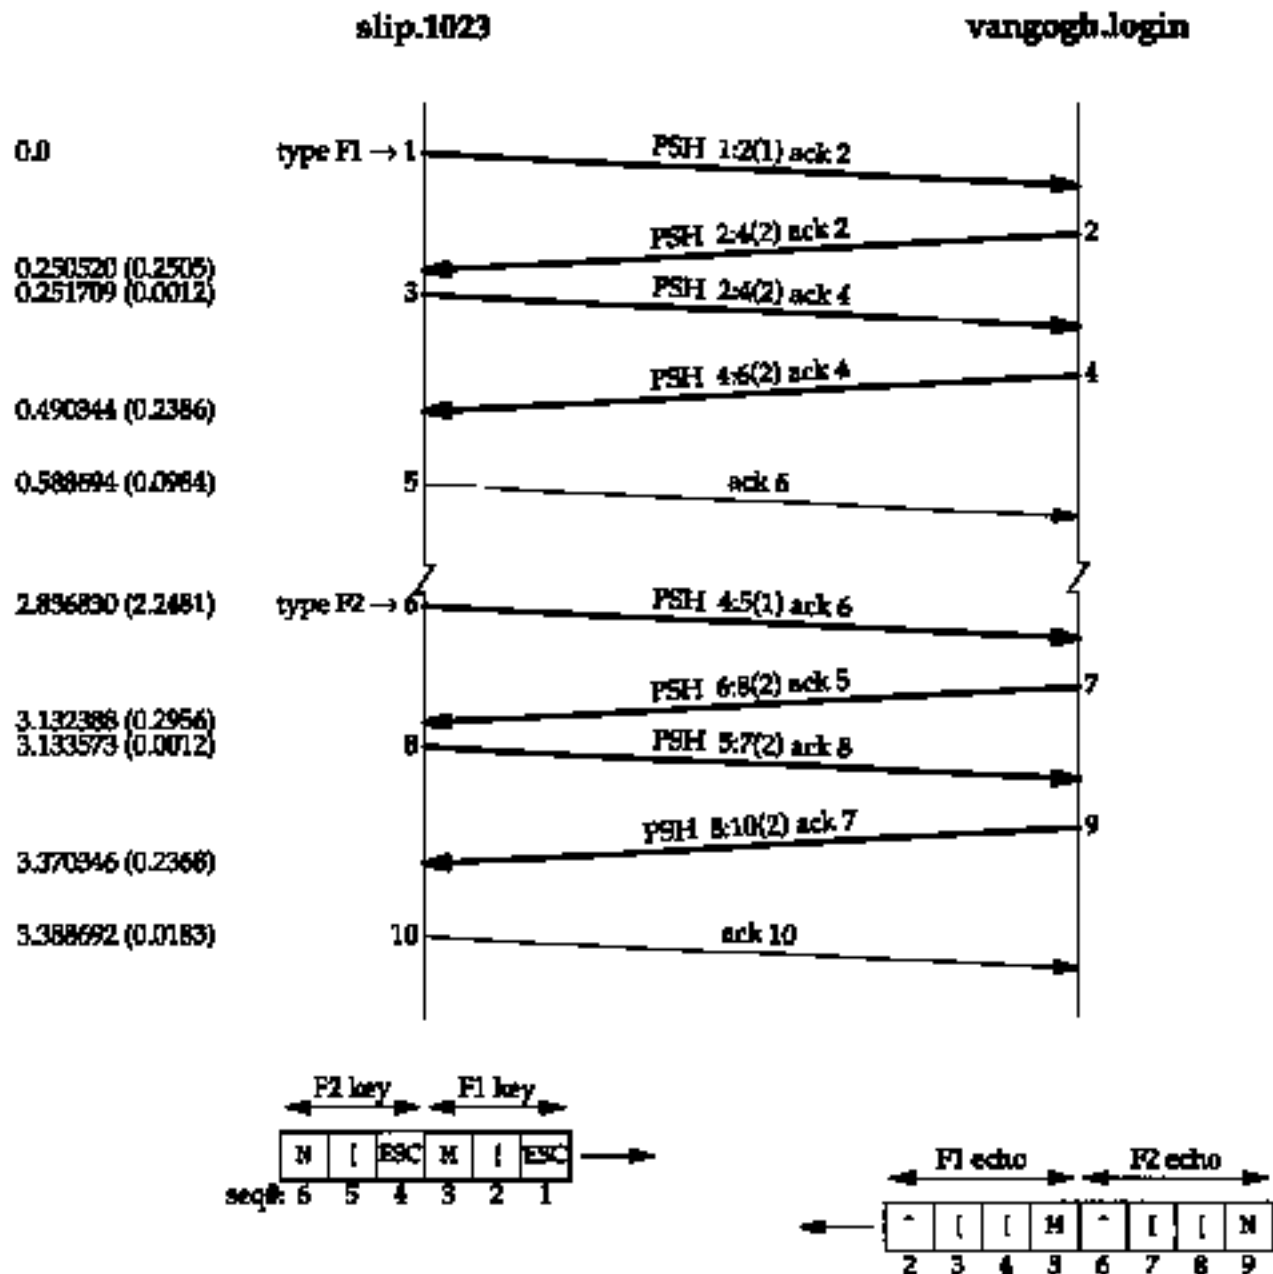 slip.1023 vangogh.login
0.0 type F1 → 1 PSH 1:2(1) ack 2
PSH 2:4(2) ack 2 2
0.250520 (0.2505)
0.251709 (0.0012) 3 PSH 2:4(2) ack 4
PSH 4:6(2) ack 4 4
0.490344 (0.2386)
0.588694 (0.0984) 5 ack 6
2.836830 (2.2481) type F2 → 6 PSH 4:5(1) ack 6
PSH 6:8(2) ack 5 7
3.132388 (0.2956)
3.133573 (0.0012) 8 PSH 5:7(2) ack 8
PSH 8:10(2) ack 7 9
3.370346 (0.2368)
3.388692 (0.0183) 10 ack 10
F2 key F1 key
N [ ESC M [ ESC
seq#: 6 5 4 3 2 1
F1 echo F2 echo
^ [ [ M ^ [ [ N
2 3 4 5 6 7 8 9